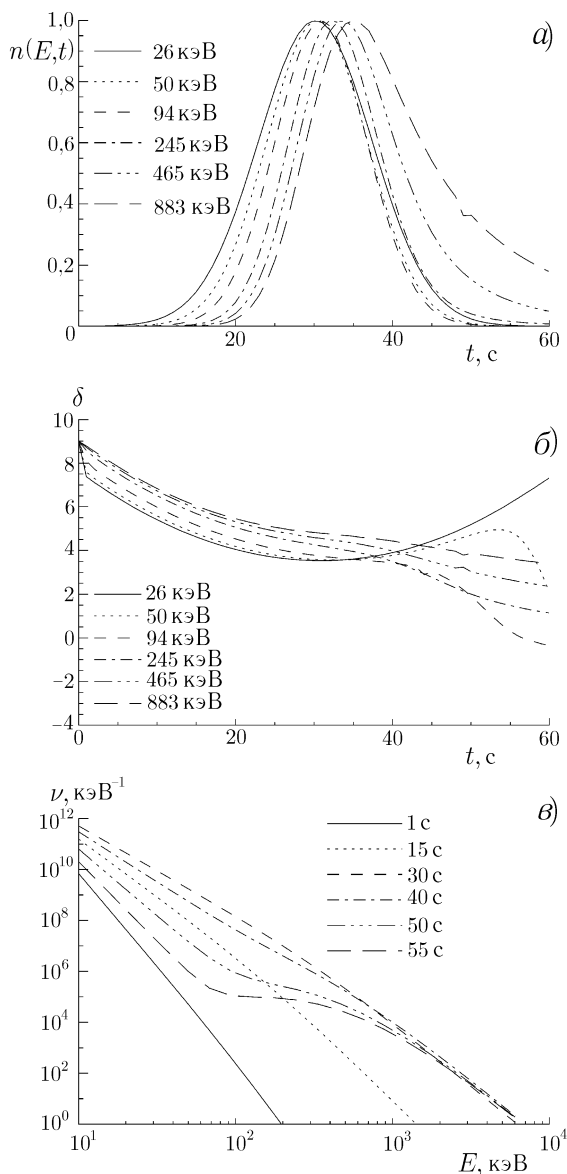 1,0
n(E,t)
0,8
0,6
0,4
0,2
0
26 кэВ
50 кэВ
94 кэВ
245 кэВ
465 кэВ
883 кэВ
а)
20
40
60
t, с
δ
10
8
6
4
2
0
−2
−4
26 кэВ
50 кэВ
94 кэВ
245 кэВ
465 кэВ
883 кэВ
б)
0
20
40
60
t, с
ν, кэВ⁻¹
10¹²
10¹⁰
10⁸
10⁶
10⁴
10²
10⁰
1 с
15 с
30 с
40 с
50 с
55 с
в)
10¹
10²
10³
10⁴
E, кэВ